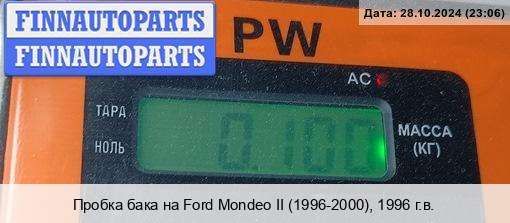 FINNAUTOPARTS
FINNAUTOPARTS
Дата: 28.10.2024 (23:06)
PW
AC
ТАРА
НОЛЬ
0.100
МАССА
(КГ)
Пробка бака на Ford Mondeo II (1996-2000), 1996 г.в.